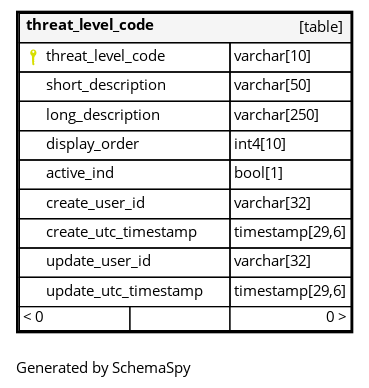 threat_level_code [table]
threat_level_code varchar[10]
short_description varchar[50]
long_description varchar[250]
display_order int4[10]
active_ind bool[1]
create_user_id varchar[32]
create_utc_timestamp timestamp[29,6]
update_user_id varchar[32]
update_utc_timestamp timestamp[29,6]
< 0 0 >
Generated by SchemaSpy